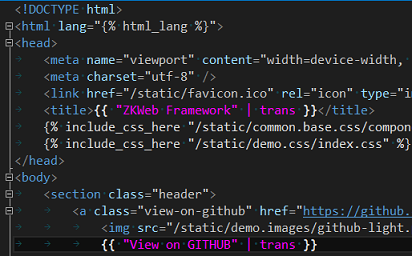 <!DOCTYPE html>
<html lang="{% html_lang %}">
<head>
<meta name="viewport" content="width=device-width,
<meta charset="utf-8" />
<link href="/static/favicon.ico" rel="icon" type="
<title>{{ "ZKWeb Framework" | trans }}</title>
{% include_css_here "/static/common.base.css/compon
{% include_css_here "/static/demo.css/index.css" %}
</head>
<body>
<section class="header">
<a class="view-on-github" href="https://github.
<img src="/static/demo.images/github-light.
{{ "View on GITHUB" | trans }}